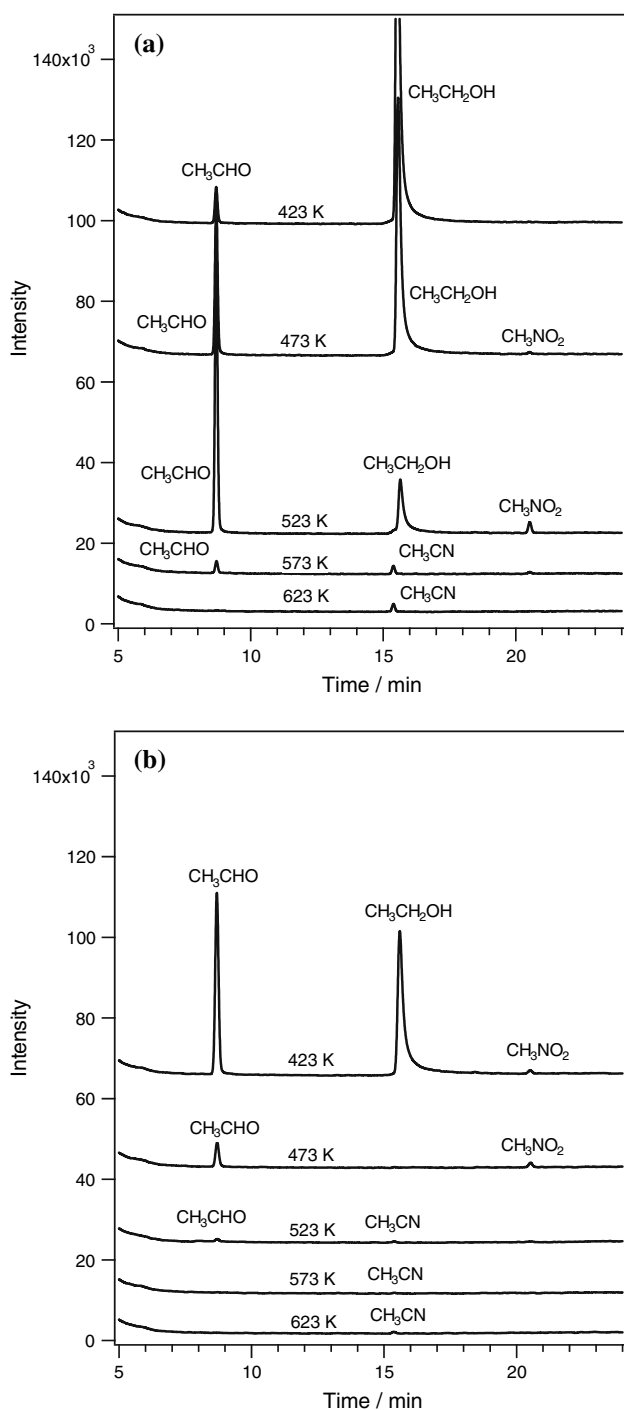 (a)
140x10³
CH₃CH₂OH
120
CH₃CHO
423 K
100
CH₃CH₂OH
80
CH₃CHO
CH₃NO₂
473 K
60
CH₃CH₂OH
CH₃CHO
40
CH₃NO₂
523 K
CH₃CHO
CH₃CN
20
573 K
623 K
CH₃CN
0
Intensity
5
10
15
20
Time / min
(b)
140x10³
120
CH₃CHO
CH₃CH₂OH
100
80
CH₃NO₂
423 K
60
CH₃CHO
CH₃NO₂
473 K
40
CH₃CHO
CH₃CN
523 K
20
CH₃CN
573 K
CH₃CN
623 K
0
Intensity
5
10
15
20
Time / min